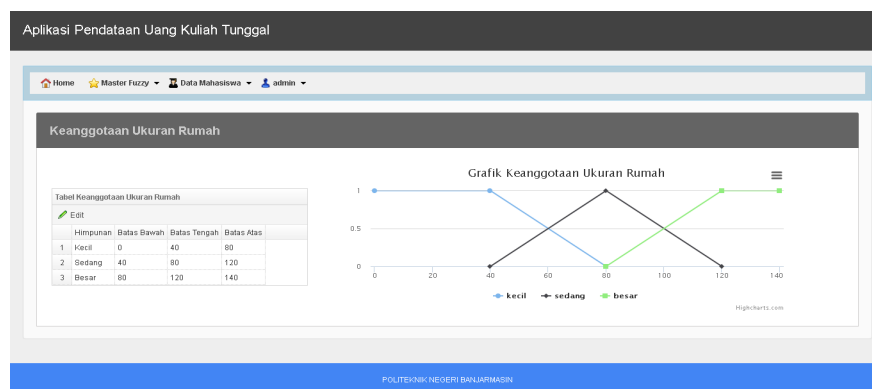 Aplikasi Pendataan Uang Kuliah Tunggal
Home Master Fuzzy Data Mahasiswa admin
Keanggotaan Ukuran Rumah
Tabel Keanggotaan Ukuran Rumah
Edit
Himpunan Batas Bawah Batas Tengah Batas Atas
1 Kecil 0 40 80
2 Sedang 40 80 120
3 Besar 80 120 140
Grafik Keanggotaan Ukuran Rumah
1
0.5
0
0 20 40 60 80 100 120 140
kecil sedang besar
Highcharts.com
POLITEKNIK NEGERI BANJARMASIN